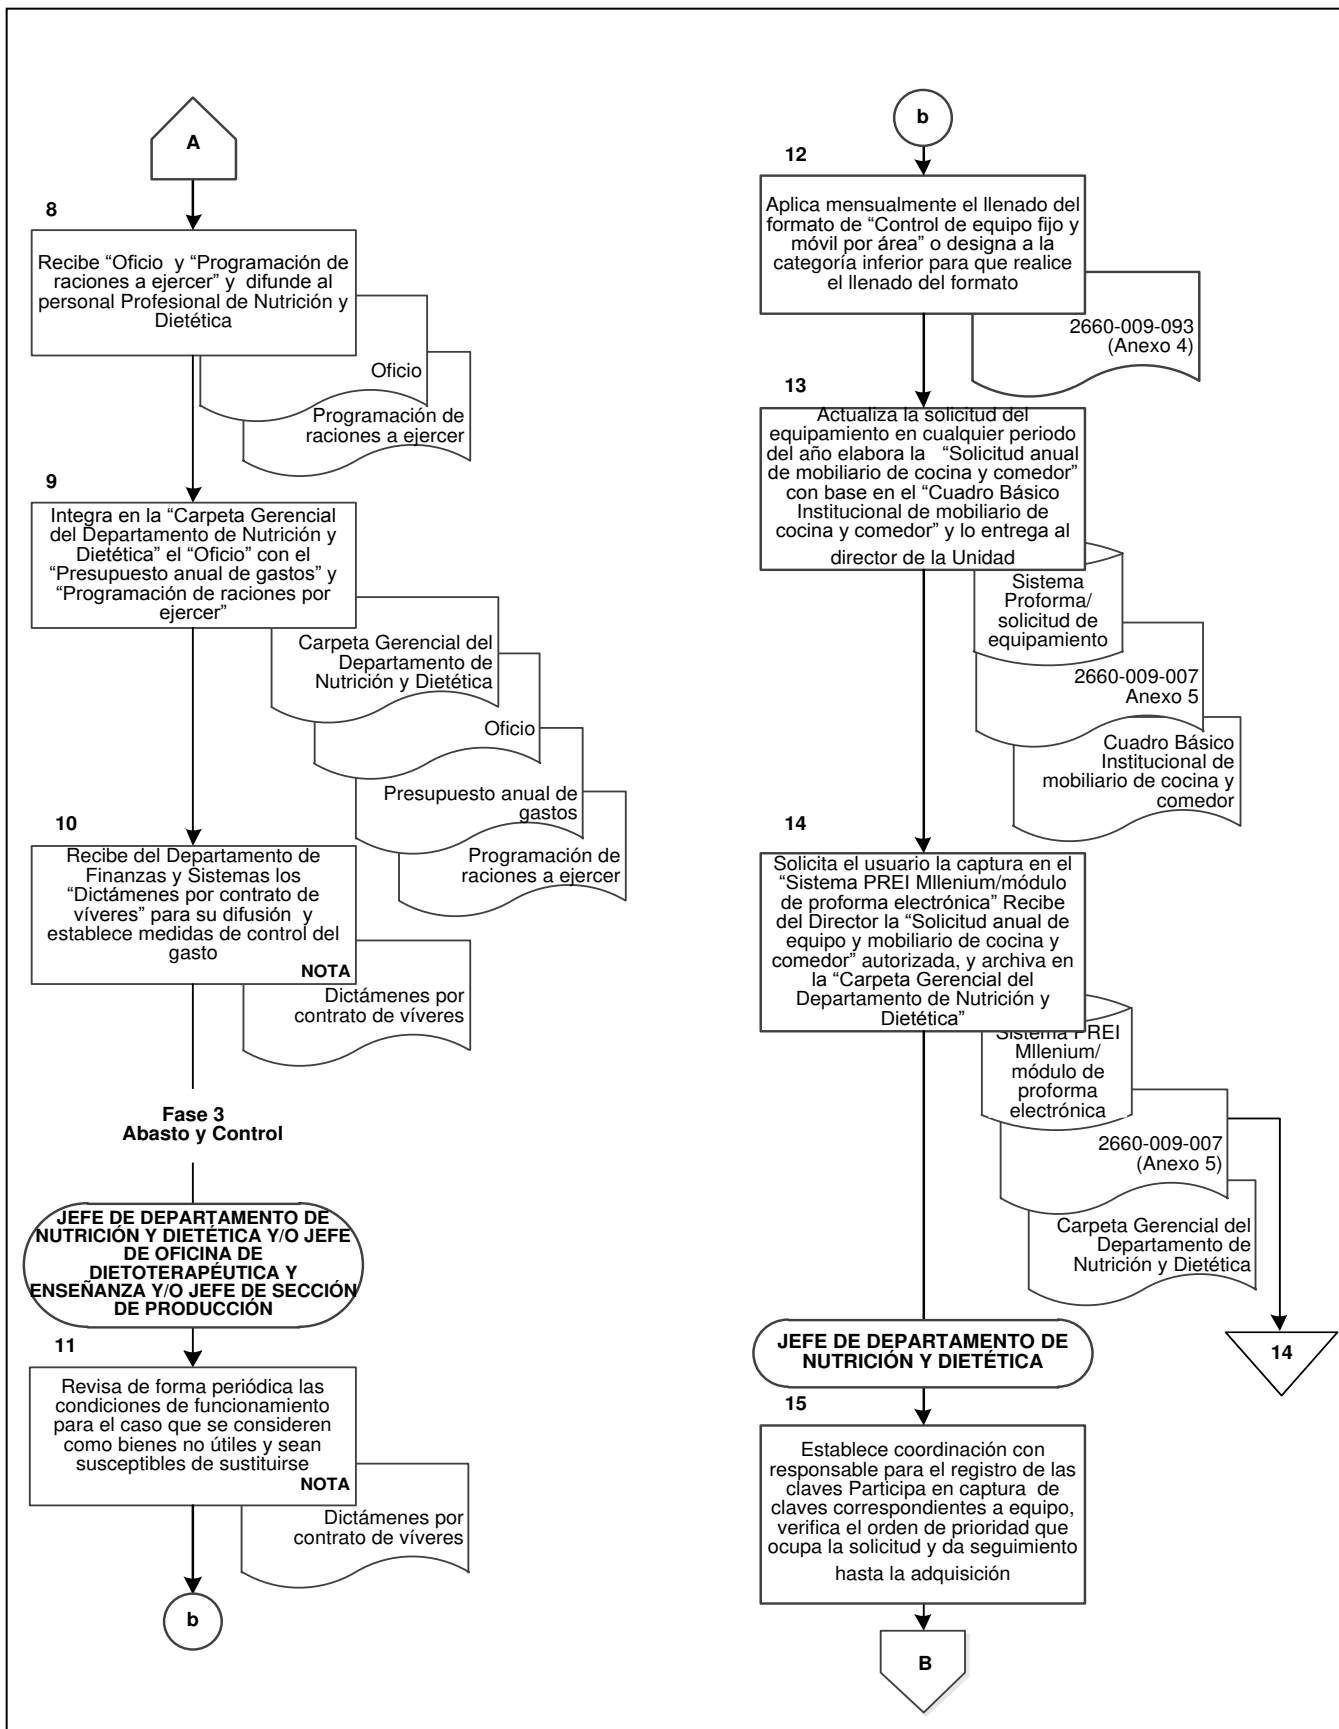 A
8
Recibe “Oficio y “Programación de
raciones a ejercer” y difunde al
personal Profesional de Nutrición y
Dietética
Oficio
Programación de
raciones a ejercer
9
Integra en la “Carpeta Gerencial
del Departamento de Nutrición y
Dietética” el “Oficio” con el
“Presupuesto anual de gastos” y
“Programación de raciones por
ejercer”
Carpeta Gerencial del
Departamento de
Nutrición y Dietética
Oficio
Presupuesto anual de
gastos
Programación de
raciones a ejercer
10
Recibe del Departamento de
Finanzas y Sistemas los
“Dictámenes por contrato de
víveres” para su difusión y
establece medidas de control del
gasto
NOTA
Dictámenes por
contrato de víveres
Fase 3
Abasto y Control
JEFE DE DEPARTAMENTO DE
NUTRICIÓN Y DIETÉTICA Y/O JEFE
DE OFICINA DE
DIETOTERAPÉUTICA Y
ENSEÑANZA Y/O JEFE DE SECCIÓN
DE PRODUCCIÓN
11
Revisa de forma periódica las
condiciones de funcionamiento
para el caso que se consideren
como bienes no útiles y sean
susceptibles de sustituirse
NOTA
Dictámenes por
contrato de víveres
b
b
12
Aplica mensualmente el llenado del
formato de “Control de equipo fijo y
móvil por área” o designa a la
categoría inferior para que realice
el llenado del formato
2660-009-093
(Anexo 4)
13
Actualiza la solicitud del
equipamiento en cualquier periodo
del año elabora la “Solicitud anual
de mobiliario de cocina y comedor”
con base en el “Cuadro Básico
Institucional de mobiliario de
cocina y comedor” y lo entrega al
director de la Unidad
Sistema
Proforma/
solicitud de
equipamiento
2660-009-007
Anexo 5
Cuadro Básico
Institucional de
mobiliario de cocina y
comedor
14
Solicita el usuario la captura en el
“Sistema PREI MIlenium/módulo
de proforma electrónica” Recibe
del Director la “Solicitud anual de
equipo y mobiliario de cocina y
comedor” autorizada, y archiva en
la “Carpeta Gerencial del
Departamento de Nutrición y
Dietética”
Sistema PREI
MIlenium/
módulo de
proforma
electrónica
2660-009-007
(Anexo 5)
Carpeta Gerencial del
Departamento de
Nutrición y Dietética
14
JEFE DE DEPARTAMENTO DE
NUTRICIÓN Y DIETÉTICA
15
Establece coordinación con
responsable para el registro de las
claves Participa en captura de
claves correspondientes a equipo,
verifica el orden de prioridad que
ocupa la solicitud y da seguimiento
hasta la adquisición
B